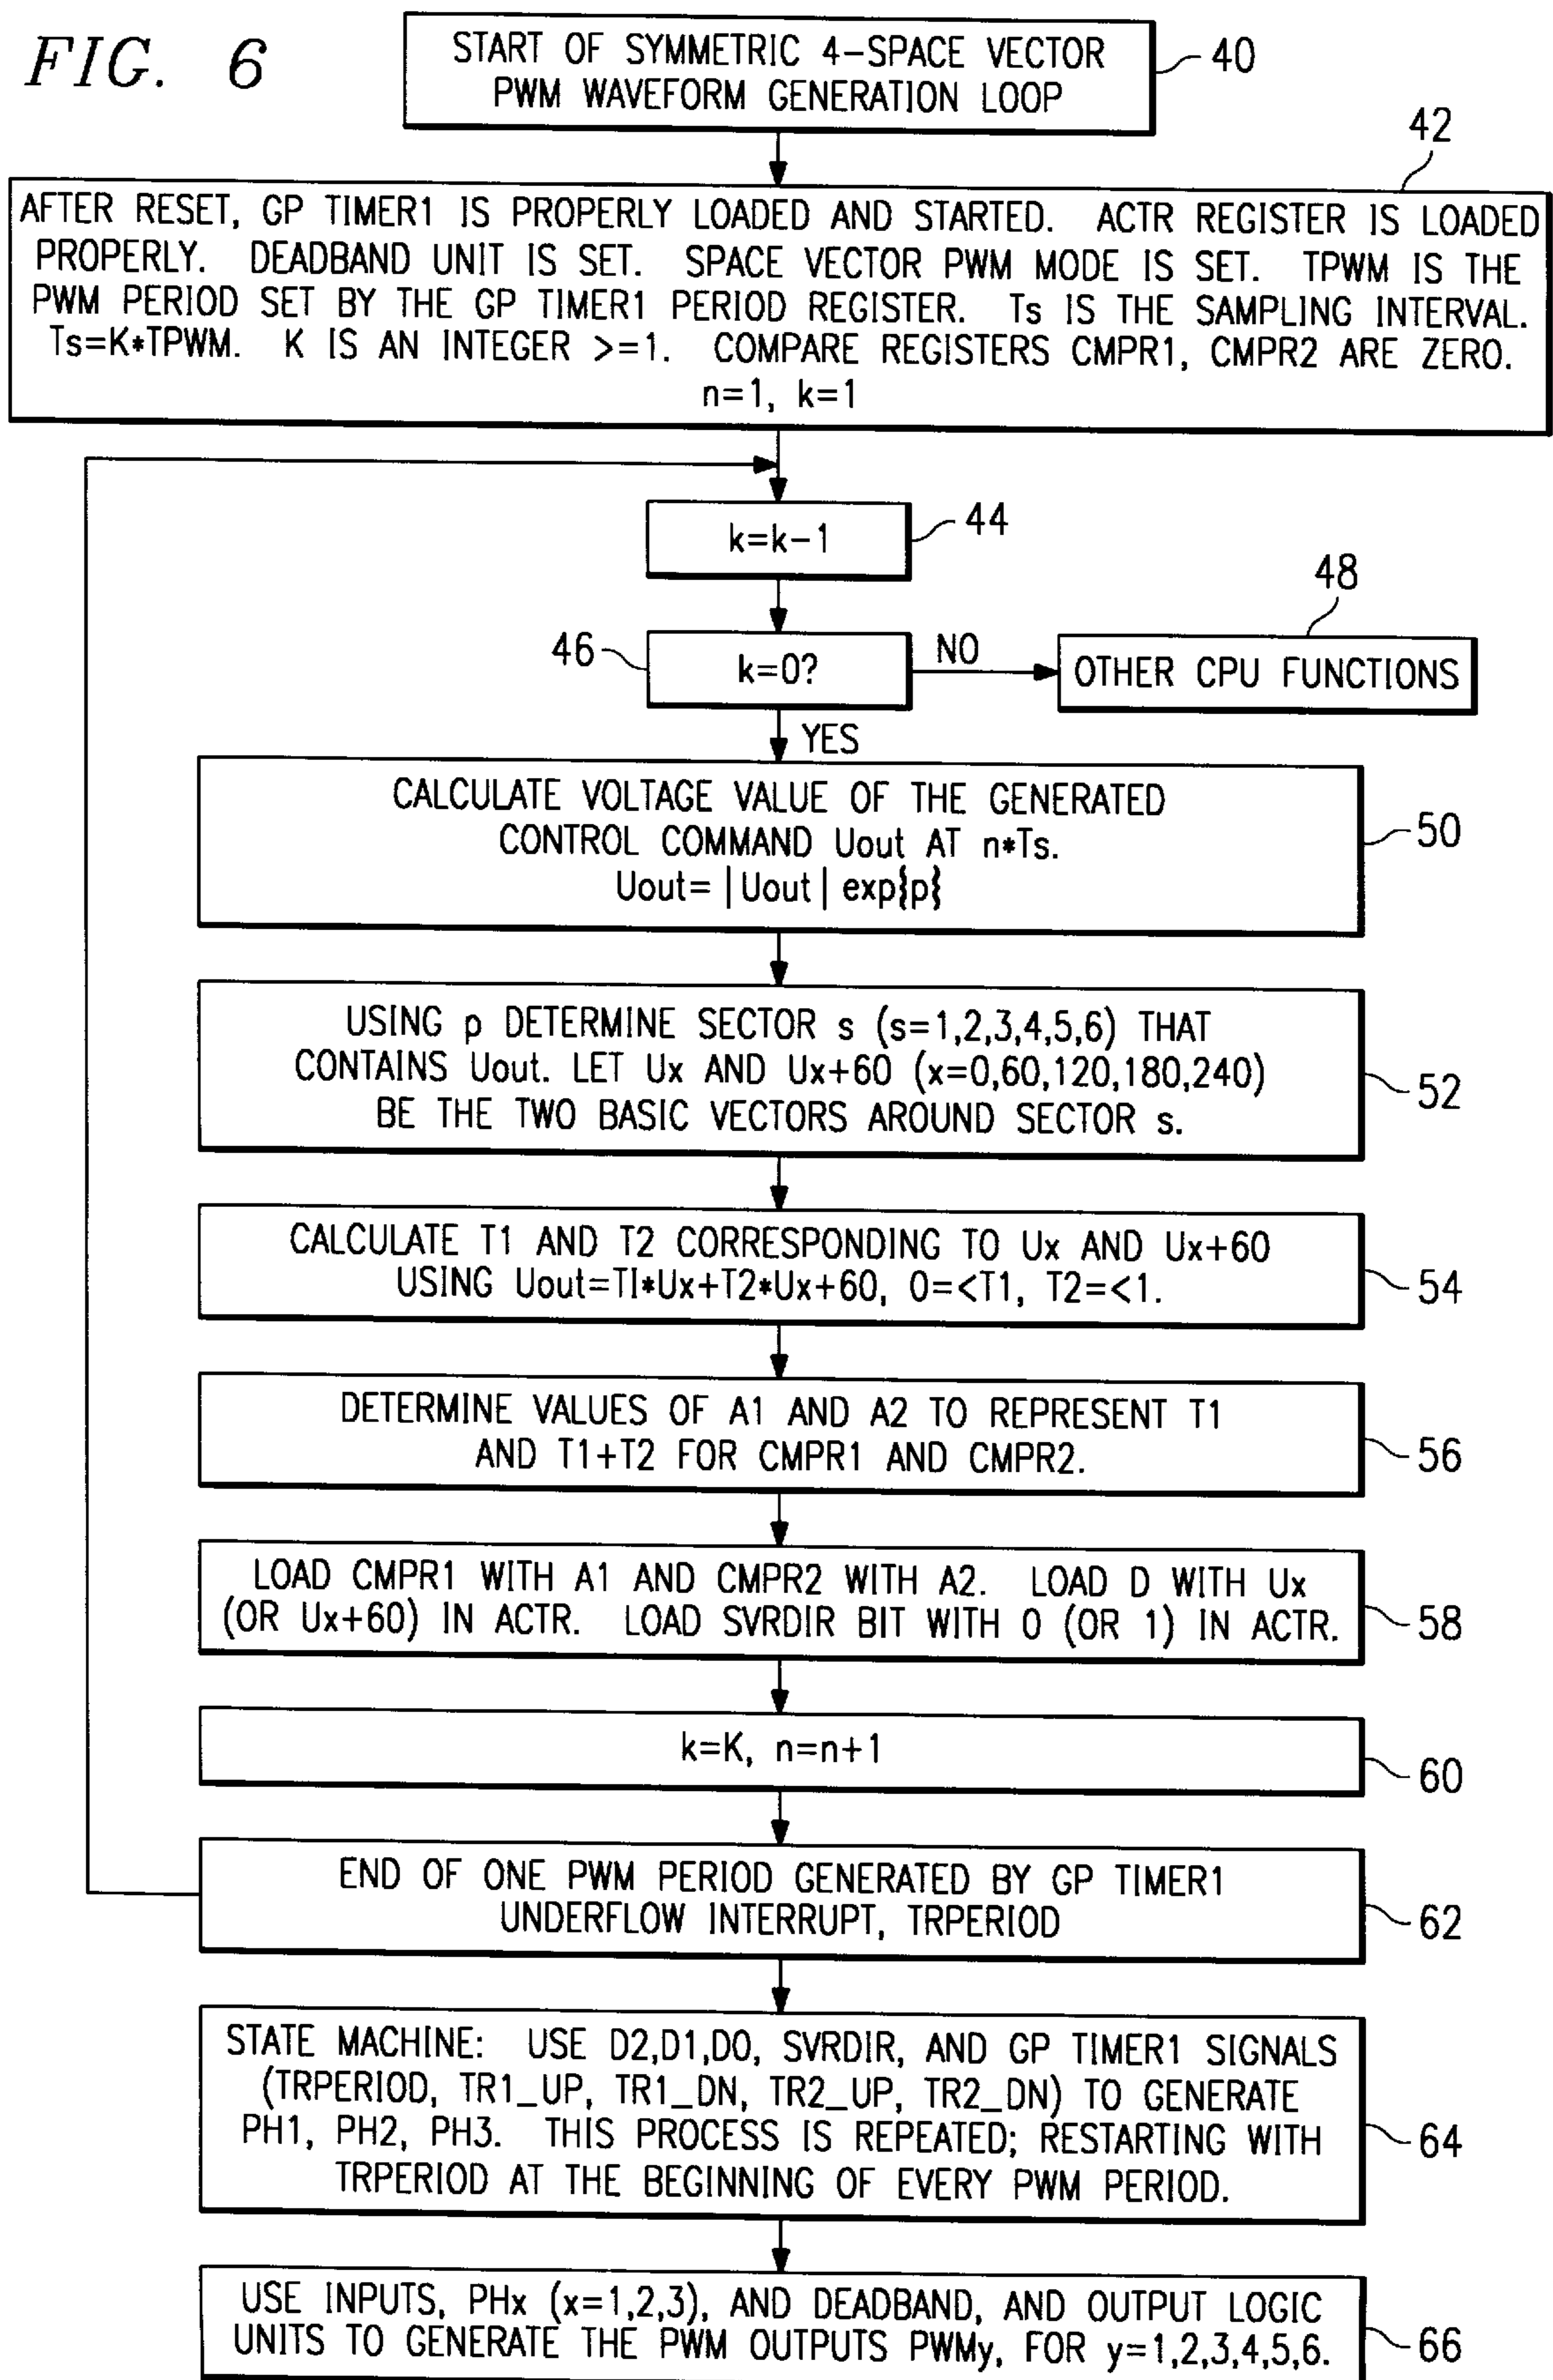 FIG. 6
START OF SYMMETRIC 4-SPACE VECTOR
PWM WAVEFORM GENERATION LOOP
40
42
AFTER RESET, GP TIMER1 IS PROPERLY LOADED AND STARTED. ACTR REGISTER IS LOADED
PROPERLY. DEADBAND UNIT IS SET. SPACE VECTOR PWM MODE IS SET. TPWM IS THE
PWM PERIOD SET BY THE GP TIMER1 PERIOD REGISTER. Ts IS THE SAMPLING INTERVAL.
Ts=K*TPWM. K IS AN INTEGER >=1. COMPARE REGISTERS CMPR1, CMPR2 ARE ZERO.
n=1, k=1
k=k-1
44
46
k=0?
NO
48
OTHER CPU FUNCTIONS
YES
CALCULATE VOLTAGE VALUE OF THE GENERATED
CONTROL COMMAND Uout AT n*Ts.
Uout= |Uout| exp}p{
50
USING p DETERMINE SECTOR s (s=1,2,3,4,5,6) THAT
CONTAINS Uout. LET Ux AND Ux+60 (x=0,60,120,180,240)
BE THE TWO BASIC VECTORS AROUND SECTOR s.
52
CALCULATE T1 AND T2 CORRESPONDING TO Ux AND Ux+60
USING Uout=TI*Ux+T2*Ux+60, 0=<T1, T2=<1.
54
DETERMINE VALUES OF A1 AND A2 TO REPRESENT T1
AND T1+T2 FOR CMPR1 AND CMPR2.
56
LOAD CMPR1 WITH A1 AND CMPR2 WITH A2. LOAD D WITH Ux
(OR Ux+60) IN ACTR. LOAD SVRDIR BIT WITH 0 (OR 1) IN ACTR.
58
k=K, n=n+1
60
END OF ONE PWM PERIOD GENERATED BY GP TIMER1
UNDERFLOW INTERRUPT, TRPERIOD
62
STATE MACHINE: USE D2,D1,D0, SVRDIR, AND GP TIMER1 SIGNALS
(TRPERIOD, TR1_UP, TR1_DN, TR2_UP, TR2_DN) TO GENERATE
PH1, PH2, PH3. THIS PROCESS IS REPEATED; RESTARTING WITH
TRPERIOD AT THE BEGINNING OF EVERY PWM PERIOD.
64
USE INPUTS, PHx (x=1,2,3), AND DEADBAND, AND OUTPUT LOGIC
UNITS TO GENERATE THE PWM OUTPUTS PWMy, FOR y=1,2,3,4,5,6.
66